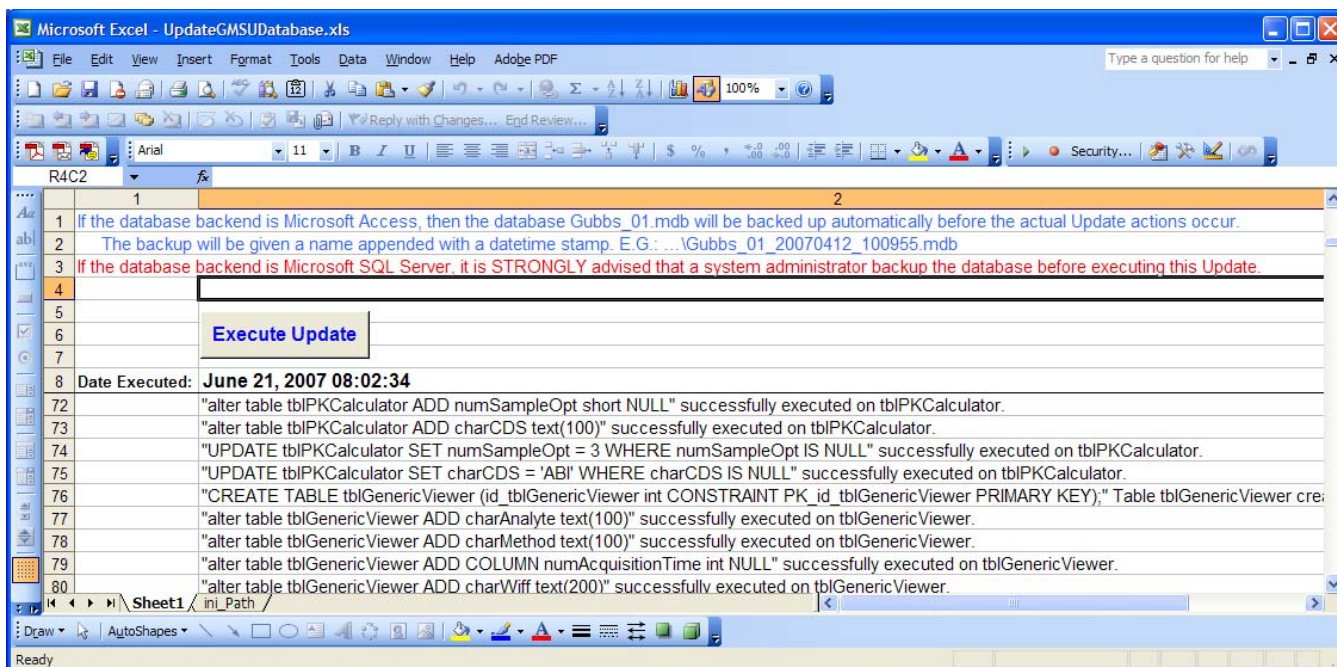 Microsoft Excel - UpdateGMSUDatabase.xls
File Edit View Insert Format Tools Data Window Help Adobe PDF Type a question for help
100%
Reply with Changes... End Review...
Arial 11 B I U $ % , Security...
R4C2 fx
1 2
1 If the database backend is Microsoft Access, then the database Gubbs_01.mdb will be backed up automatically before the actual Update actions occur.
2 The backup will be given a name appended with a datetime stamp. E.G.: ...\Gubbs_01_20070412_100955.mdb
3 If the database backend is Microsoft SQL Server, it is STRONGLY advised that a system administrator backup the database before executing this Update.
4
5
6 Execute Update
7
8 Date Executed: June 21, 2007 08:02:34
72 "alter table tblPKCalculator ADD numSampleOpt short NULL" successfully executed on tblPKCalculator.
73 "alter table tblPKCalculator ADD charCDS text(100)" successfully executed on tblPKCalculator.
74 "UPDATE tblPKCalculator SET numSampleOpt = 3 WHERE numSampleOpt IS NULL" successfully executed on tblPKCalculator.
75 "UPDATE tblPKCalculator SET charCDS = 'ABI' WHERE charCDS IS NULL" successfully executed on tblPKCalculator.
76 "CREATE TABLE tblGenericViewer (id_tblGenericViewer int CONSTRAINT PK_id_tblGenericViewer PRIMARY KEY);" Table tblGenericViewer crea
77 "alter table tblGenericViewer ADD charAnalyte text(100)" successfully executed on tblGenericViewer.
78 "alter table tblGenericViewer ADD charMethod text(100)" successfully executed on tblGenericViewer.
79 "alter table tblGenericViewer ADD COLUMN numAcquisitionTime int NULL" successfully executed on tblGenericViewer.
80 "alter table tblGenericViewer ADD charWiff text(200)" successfully executed on tblGenericViewer.
Sheet1 ini_Path
Draw AutoShapes
Ready